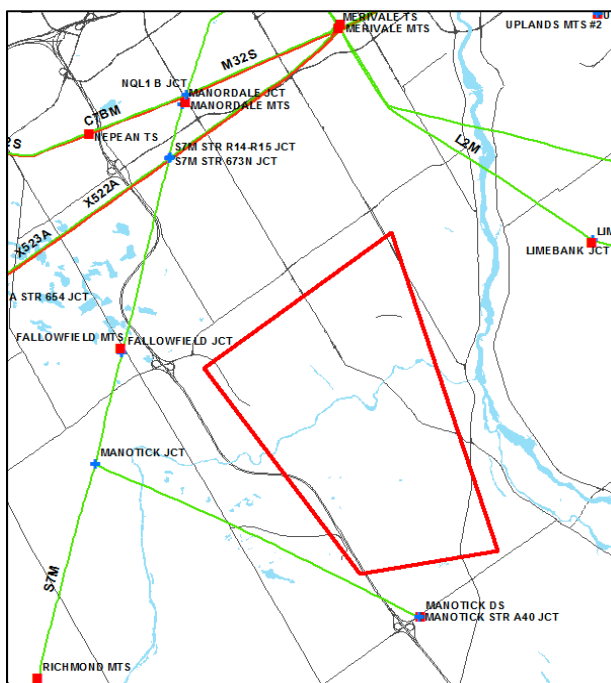 MERIVALE TS
MERIVALE MTS
UPLANDS MTS #2
M32S
NQL1 B JCT
MANORDALE JCT
MANORDALE MTS
C7BM
NEPEAN TS
2S
L2M
S7M STR R14-R15 JCT
S7M STR 673N JCT
X522A
X523A
LIM
LIMEBANK JCT
A STR 654 JCT
FALLOWFIELD MTS
FALLOWFIELD JCT
MANOTICK JCT
S7M
MANOTICK DS
MANOTICK STR A40 JCT
RICHMOND MTS